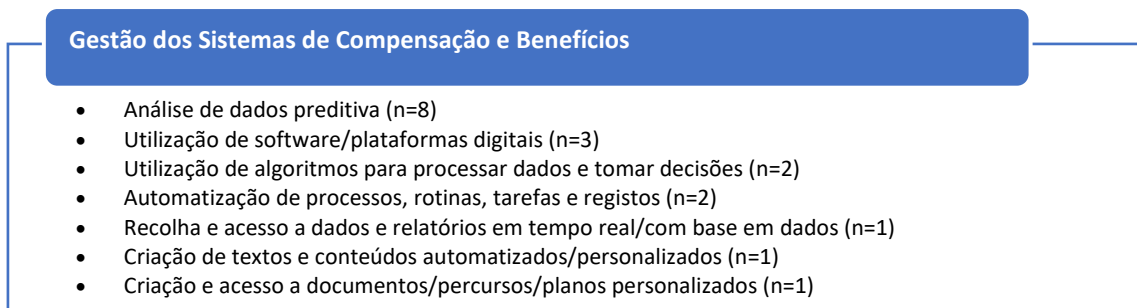 Gestão dos Sistemas de Compensação e Benefícios
• Análise de dados preditiva (n=8)
• Utilização de software/plataformas digitais (n=3)
• Utilização de algoritmos para processar dados e tomar decisões (n=2)
• Automatização de processos, rotinas, tarefas e registos (n=2)
• Recolha e acesso a dados e relatórios em tempo real/com base em dados (n=1)
• Criação de textos e conteúdos automatizados/personalizados (n=1)
• Criação e acesso a documentos/percursos/planos personalizados (n=1)